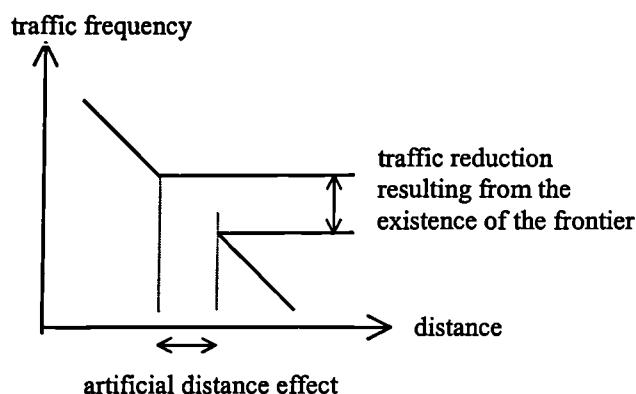 traffic frequency
traffic reduction
resulting from the
existence of the frontier
distance
artificial distance effect